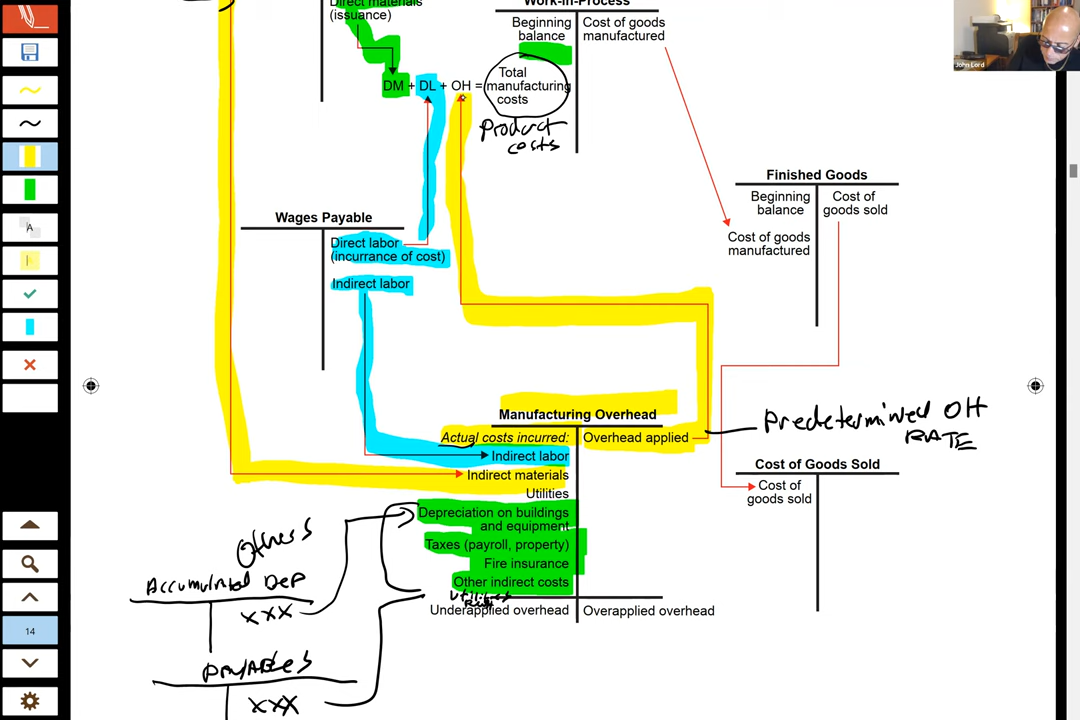 Direct materials
(issuance)
Work-in-Process
Beginning
balance
Cost of goods
manufactured
DM + DL + OH =
Total
manufacturing
costs
Product
costs
John Lord
Finished Goods
Beginning
balance
Cost of
goods sold
Cost of goods
manufactured
Wages Payable
Direct labor
(incurrance of cost)
Indirect labor
Manufacturing Overhead
Actual costs incurred:
Overhead applied
Indirect labor
Indirect materials
Utilities
Depreciation on buildings
and equipment
Taxes (payroll, property)
Fire insurance
Other indirect costs
Utilities
Underapplied overhead
Overapplied overhead
Predetermined OH
RATE
Cost of Goods Sold
Cost of
goods sold
Others
Accumulated Dep
XXX
PAYABLES
XXX
A
14